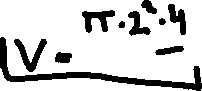 V = π · 2² · 4